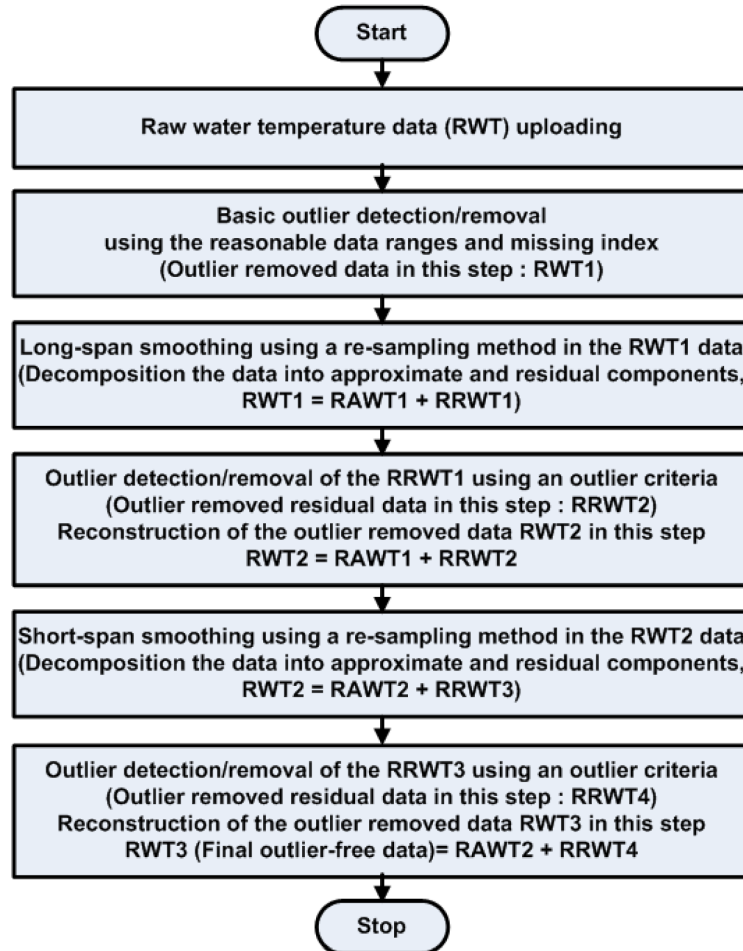 Start
Raw water temperature data (RWT) uploading
Basic outlier detection/removal
using the reasonable data ranges and missing index
(Outlier removed data in this step : RWT1)
Long-span smoothing using a re-sampling method in the RWT1 data
(Decomposition the data into approximate and residual components,
RWT1 = RAWT1 + RRWT1)
Outlier detection/removal of the RRWT1 using an outlier criteria
(Outlier removed residual data in this step : RRWT2)
Reconstruction of the outlier removed data RWT2 in this step
RWT2 = RAWT1 + RRWT2
Short-span smoothing using a re-sampling method in the RWT2 data
(Decomposition the data into approximate and residual components,
RWT2 = RAWT2 + RRWT3)
Outlier detection/removal of the RRWT3 using an outlier criteria
(Outlier removed residual data in this step : RRWT4)
Reconstruction of the outlier removed data RWT3 in this step
RWT3 (Final outlier-free data)= RAWT2 + RRWT4
Stop